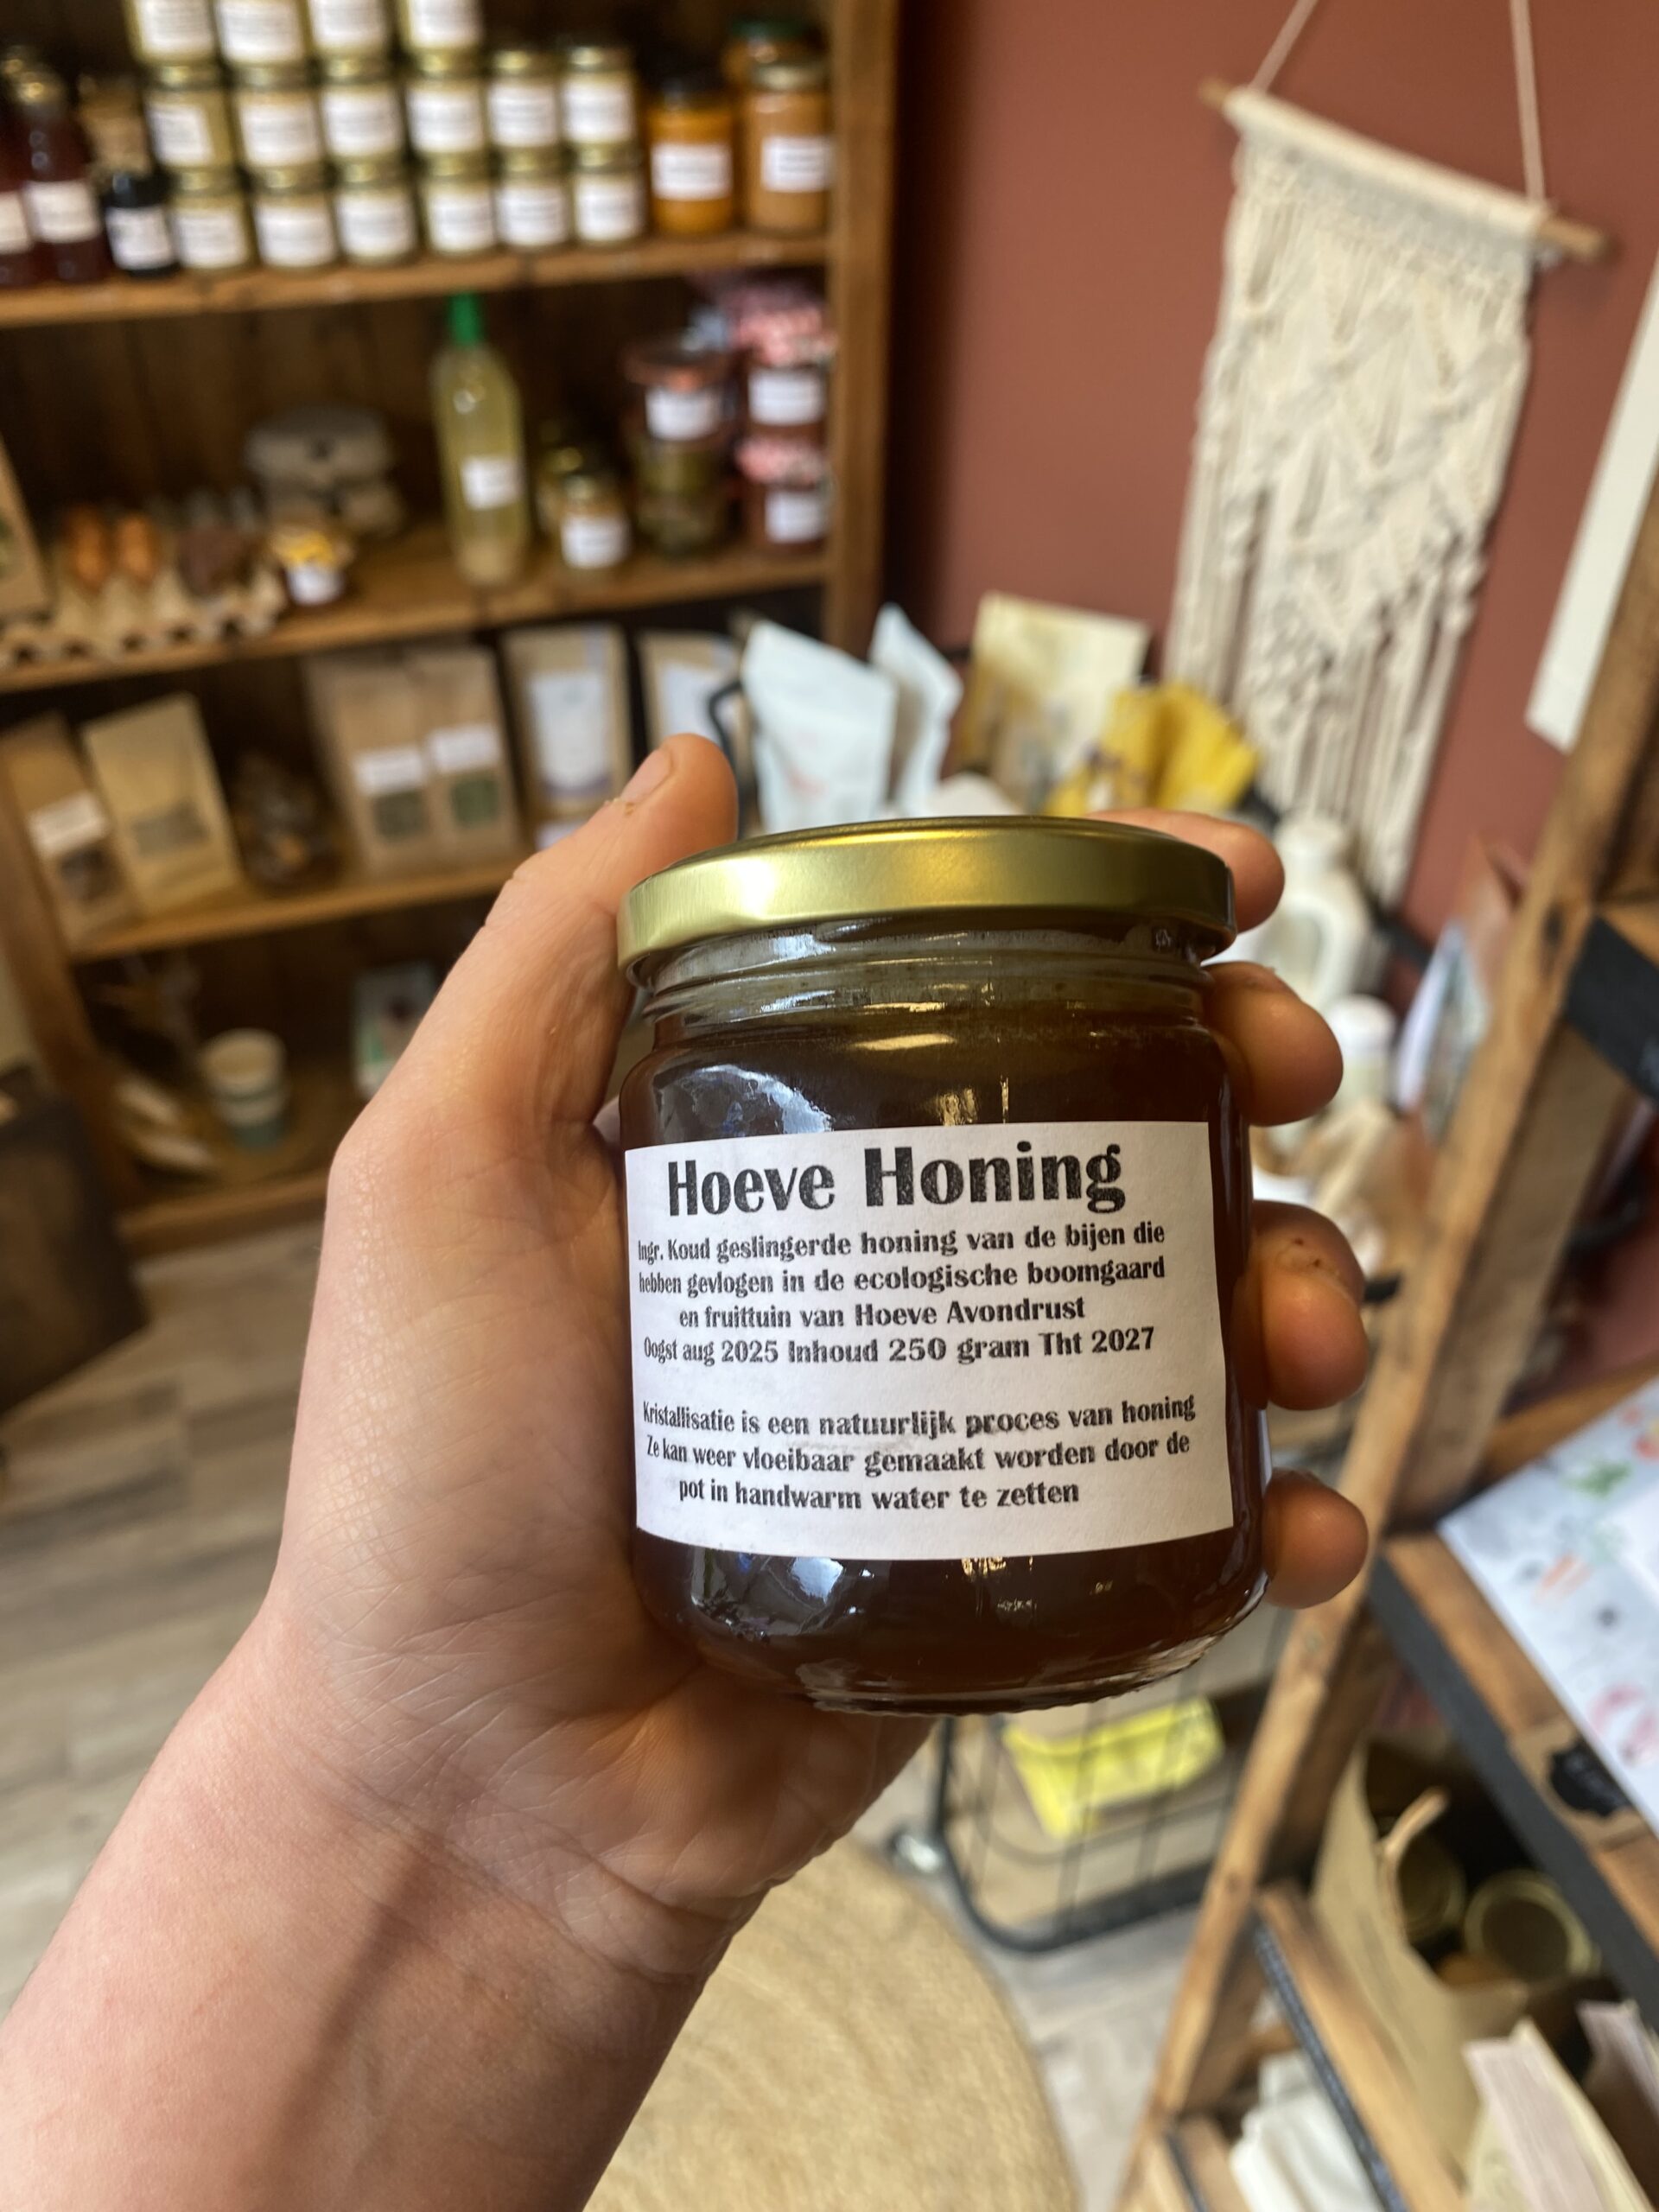 Hoeve Honing
Ingr. Koud geslingerde honing van de bijen die
hebben gevlogen in de ecologische boomgaard
en fruittuin van Hoeve Avondrust
Oogst aug 2025 Inhoud 250 gram Tht 2027
Kristallisatie is een natuurlijk proces van honing
Ze kan weer vloeibaar gemaakt worden door de
pot in handwarm water te zetten